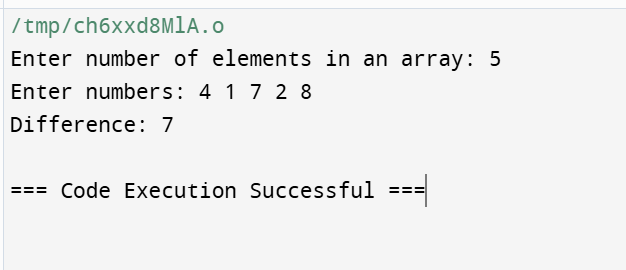 /tmp/ch6xxd8MlA.o
Enter number of elements in an array: 5
Enter numbers: 4 1 7 2 8
Difference: 7
=== Code Execution Successful ===